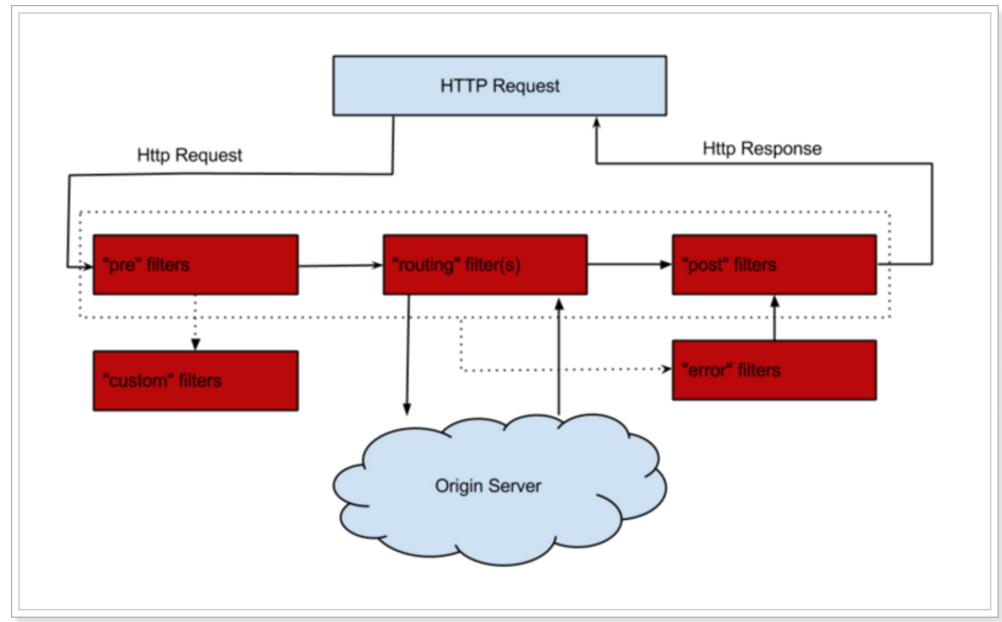 HTTP Request
Http Request
Http Response
"pre" filters
"routing" filter(s)
"post" filters
"custom" filters
"error" filters
Origin Server